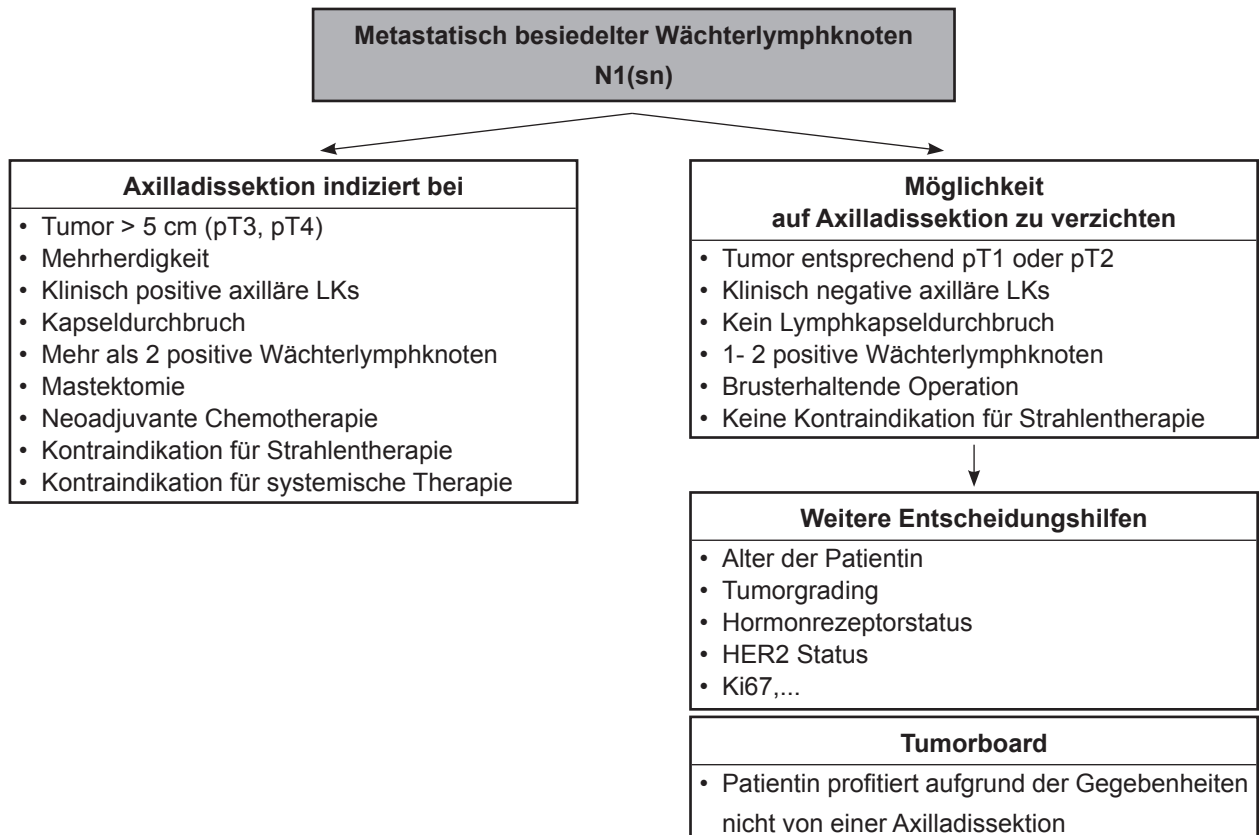 Metastatisch besiedelter Wächterlymphknoten
N1(sn)
Axilladissektion indiziert bei
• Tumor > 5 cm (pT3, pT4)
• Mehrherdigkeit
• Klinisch positive axilläre LKs
• Kapseldurchbruch
• Mehr als 2 positive Wächterlymphknoten
• Mastektomie
• Neoadjuvante Chemotherapie
• Kontraindikation für Strahlentherapie
• Kontraindikation für systemische Therapie
Möglichkeit
auf Axilladissektion zu verzichten
• Tumor entsprechend pT1 oder pT2
• Klinisch negative axilläre LKs
• Kein Lymphkapseldurchbruch
• 1- 2 positive Wächterlymphknoten
• Brusterhaltende Operation
• Keine Kontraindikation für Strahlentherapie
Weitere Entscheidungshilfen
• Alter der Patientin
• Tumorgrading
• Hormonrezeptorstatus
• HER2 Status
• Ki67,...
Tumorboard
• Patientin profitiert aufgrund der Gegebenheiten
nicht von einer Axilladissektion